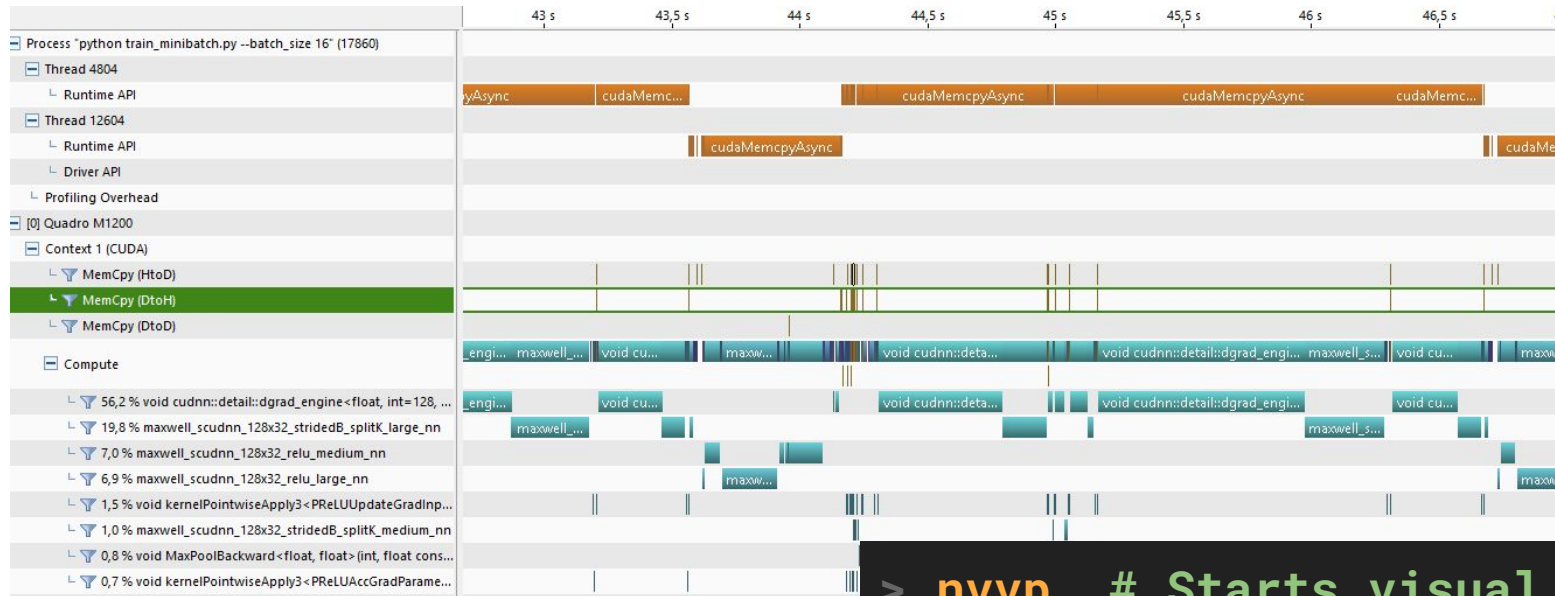 43 s 43,5 s 44 s 44,5 s 45 s 45,5 s 46 s 46,5 s
Process "python train_minibatch.py --batch_size 16" (17860)
Thread 4804
Runtime API yAsync cudaMemc... cudaMemcpyAsync cudaMemcpyAsync cudaMemc...
Thread 12604
Runtime API cudaMemcpyAsync cudaMe
Driver API
Profiling Overhead
[0] Quadro M1200
Context 1 (CUDA)
MemCpy (HtoD)
MemCpy (DtoH)
MemCpy (DtoD)
Compute _engi... maxwell_... void cu... maxw... void cudnn::deta... void cudnn::detail::dgrad_engi... maxwell_s... void cu... maxw
56,2 % void cudnn::detail::dgrad_engine<float, int=128, ... _engi... void cu... void cudnn::deta... void cudnn::detail::dgrad_engi... void cu...
19,8 % maxwell_scudnn_128x32_stridedB_splitK_large_nn maxwell_... maxwell_s...
7,0 % maxwell_scudnn_128x32_relu_medium_nn
6,9 % maxwell_scudnn_128x32_relu_large_nn maxw... maxw
1,5 % void kernelPointwiseApply3<PReLUUpdateGradInp...
1,0 % maxwell_scudnn_128x32_stridedB_splitK_medium_nn
0,8 % void MaxPoolBackward<float, float>(int, float cons...
0,7 % void kernelPointwiseApply3<PReLUAccGradParame...
> nvvp # Starts visual